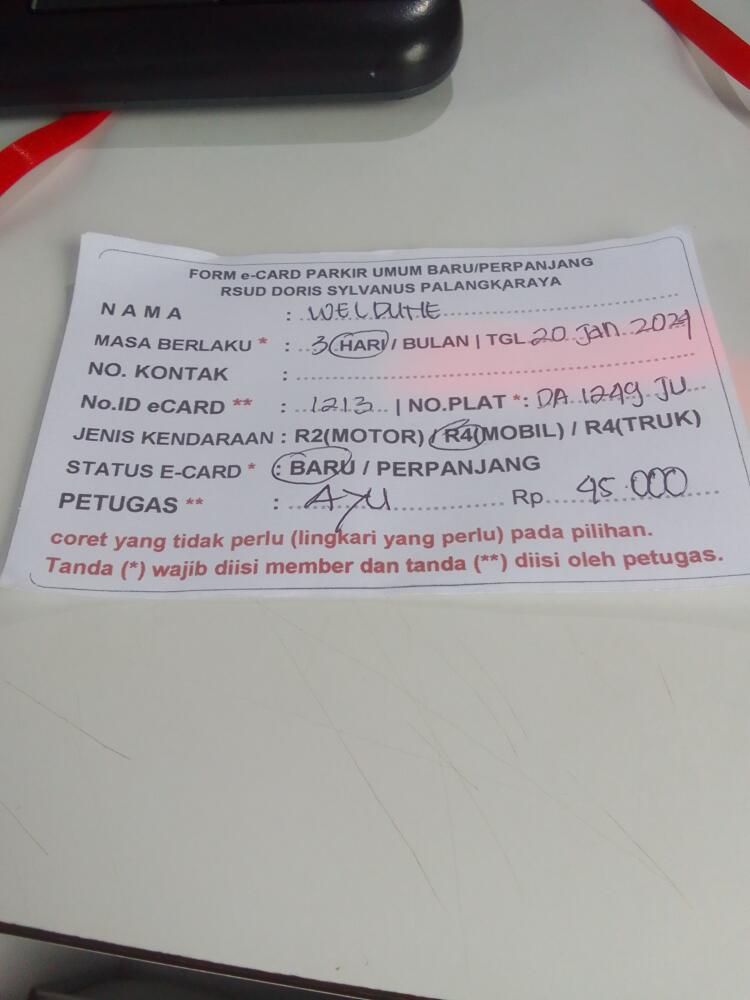 FORM e-CARD PARKIR UMUM BARU/PERPANJANG
RSUD DORIS SYLVANUS PALANGKARAYA
NAMA :
MASA BERLAKU * : 3 HARI / BULAN | TGL 20 Jan 2024
NO. KONTAK :
No.ID eCARD ** : 1213 | NO.PLAT *: DA 1249 JU
JENIS KENDARAAN : R2(MOTOR) / R4(MOBIL) / R4(TRUK)
STATUS E-CARD * : BARU / PERPANJANG
PETUGAS ** : AYU Rp 45.000
coret yang tidak perlu (lingkari yang perlu) pada pilihan.
Tanda (*) wajib diisi member dan tanda (**) diisi oleh petugas.